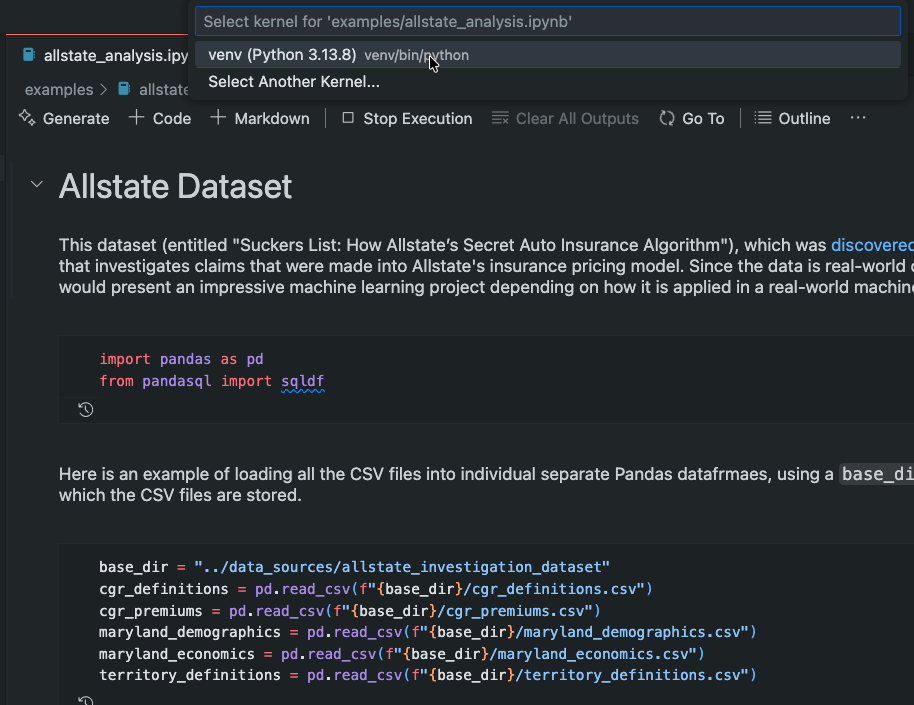 Select kernel for 'examples/allstate_analysis.ipynb'
venv (Python 3.13.8) venv/bin/python
Select Another Kernel...
allstate_analysis.ipy
examples > allstate
Generate + Code + Markdown Stop Execution Clear All Outputs Go To Outline ...
Allstate Dataset
This dataset (entitled "Suckers List: How Allstate’s Secret Auto Insurance Algorithm"), which was discovered
that investigates claims that were made into Allstate's insurance pricing model. Since the data is real-world
would present an impressive machine learning project depending on how it is applied in a real-world machin
import pandas as pd
from pandasql import sqldf
Here is an example of loading all the CSV files into individual separate Pandas datafrmaes, using a base_di
which the CSV files are stored.
base_dir = "../data_sources/allstate_investigation_dataset"
cgr_definitions = pd.read_csv(f"{base_dir}/cgr_definitions.csv")
cgr_premiums = pd.read_csv(f"{base_dir}/cgr_premiums.csv")
maryland_demographics = pd.read_csv(f"{base_dir}/maryland_demographics.csv")
maryland_economics = pd.read_csv(f"{base_dir}/maryland_economics.csv")
territory_definitions = pd.read_csv(f"{base_dir}/territory_definitions.csv")